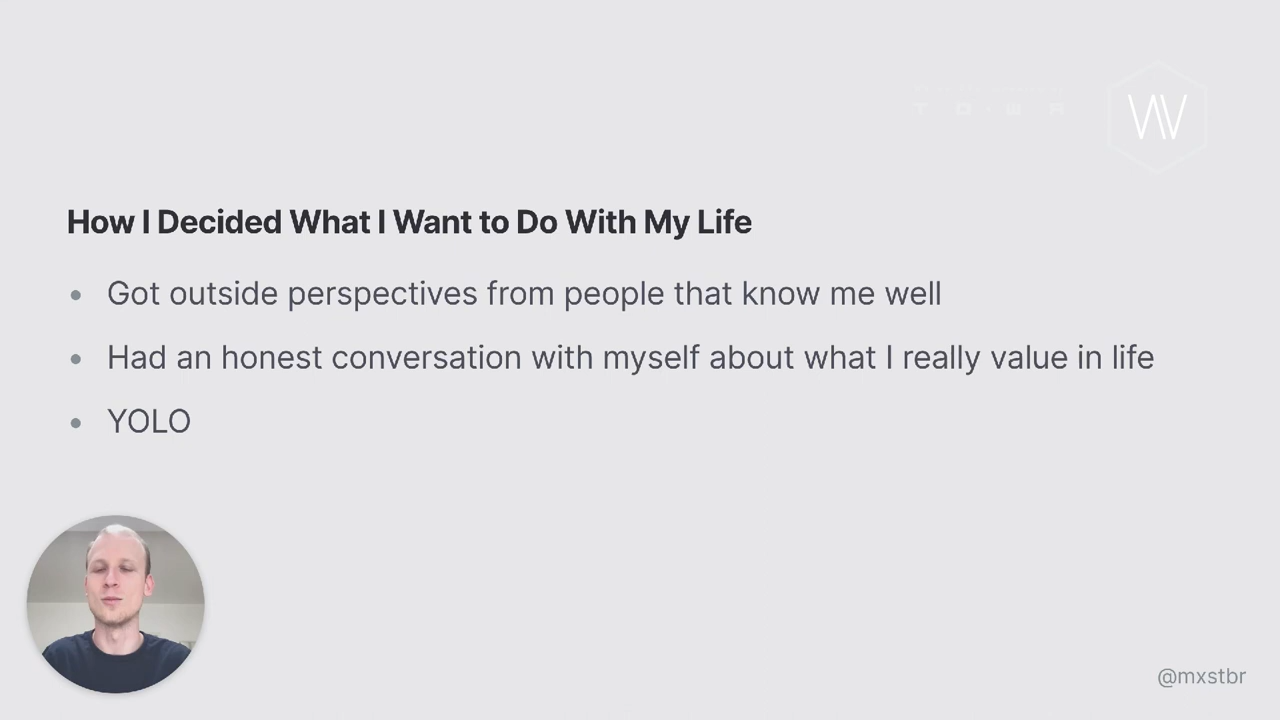 How I Decided What I Want to Do With My Life
Got outside perspectives from people that know me well
Had an honest conversation with myself about what I really value in life
YOLO
@mxstbr